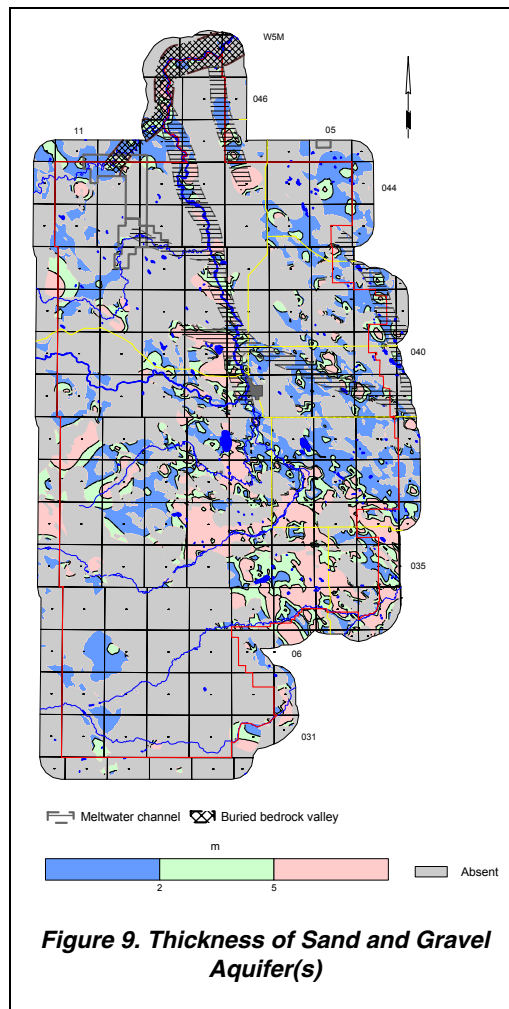 W5M
046
11
05
044
040
035
06
031
Meltwater channel Buried bedrock valley
m
2 5
Absent
Figure 9. Thickness of Sand and Gravel
Aquifer(s)